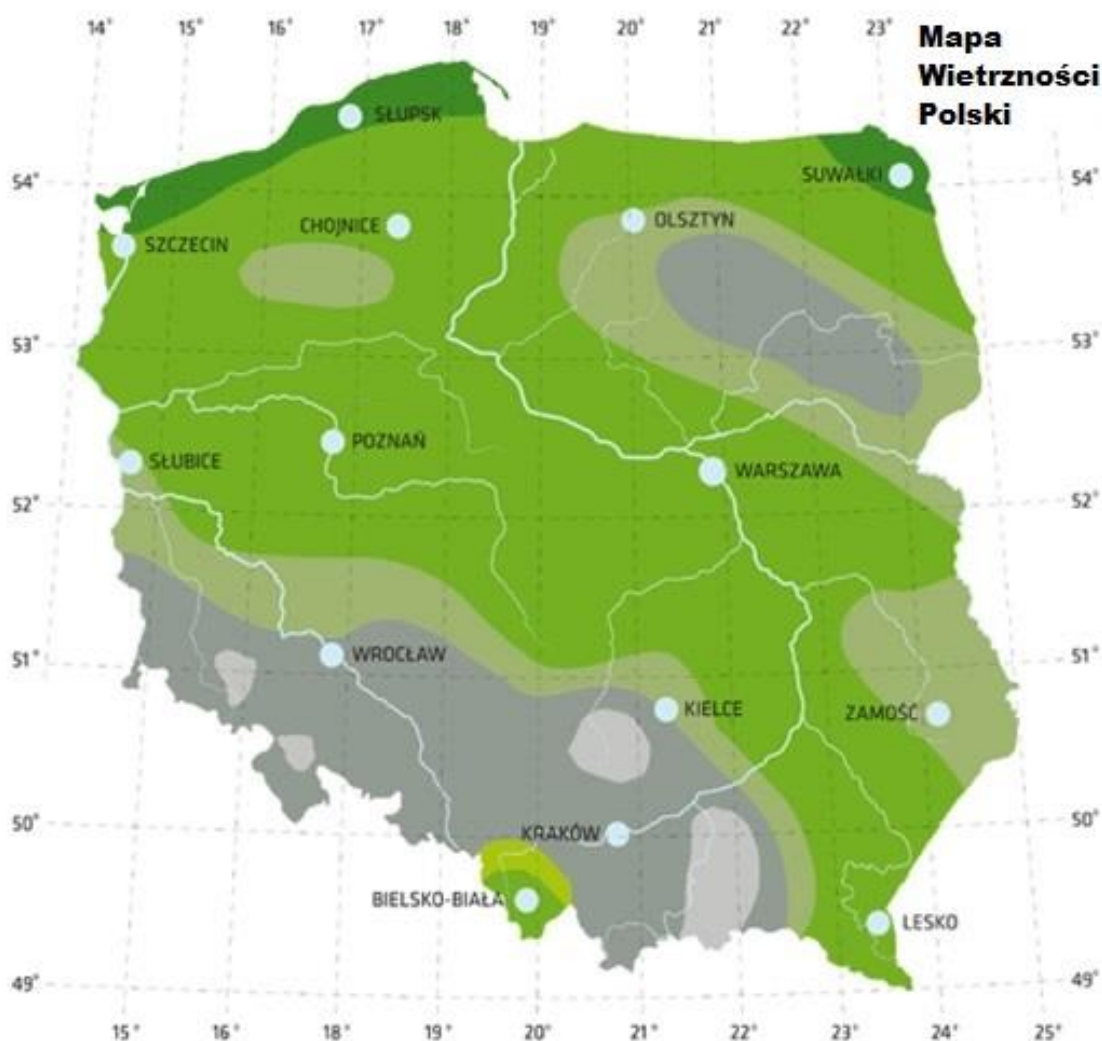 14° 15° 16° 17° 18° 19° 20° 21° 22° 23°
Mapa
Wietrzności
Polski
SŁUPSK
54° 54°
SUWAŁKI
CHOJNICE
OLSZTYN
SZCZECIN
53° 53°
POZNAŃ
SŁUBICE
WARSZAWA
52° 52°
51° 51°
WROCŁAW
KIELCE
ZAMOŚĆ
50° 50°
KRAKÓW
BIELSKO-BIAŁA
LESKO
49° 49°
15° 16° 17° 18° 19° 20° 21° 22° 23° 24° 25°